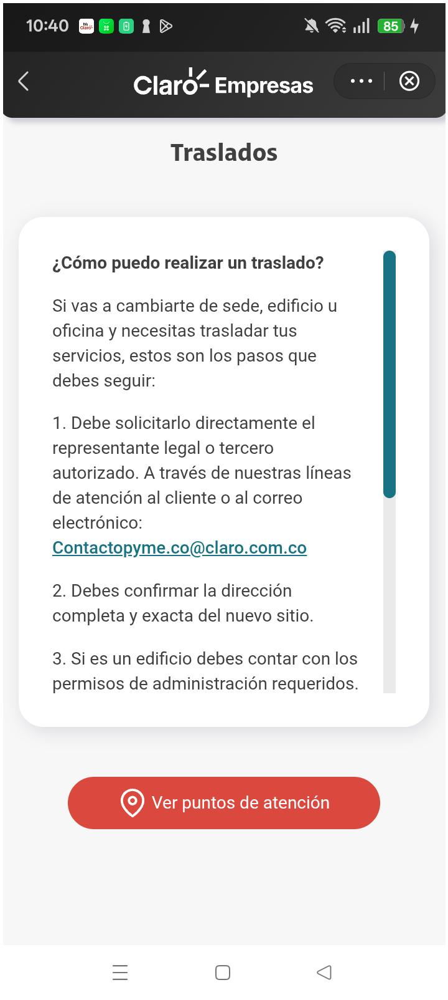 10:40
Mi
Claro
85
Claro Empresas
Traslados
¿Cómo puedo realizar un traslado?
Si vas a cambiarte de sede, edificio u
oficina y necesitas trasladar tus
servicios, estos son los pasos que
debes seguir:
1. Debe solicitarlo directamente el
representante legal o tercero
autorizado. A través de nuestras líneas
de atención al cliente o al correo
electrónico:
Contactopyme.co@claro.com.co
2. Debes confirmar la dirección
completa y exacta del nuevo sitio.
3. Si es un edificio debes contar con los
permisos de administración requeridos.
Ver puntos de atención